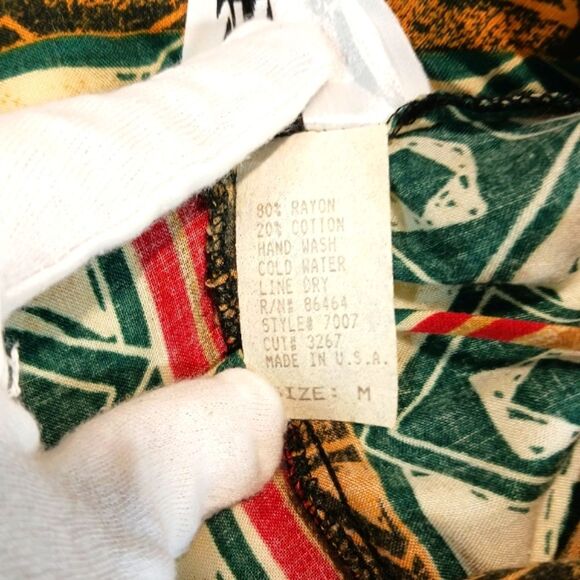 80% RAYON
20% COTTON
HAND WASH
COLD WATER
LINE DRY
R/N# 86464
STYLE# 7007
CUT# 3267
MADE IN U.S.A.
SIZE: M